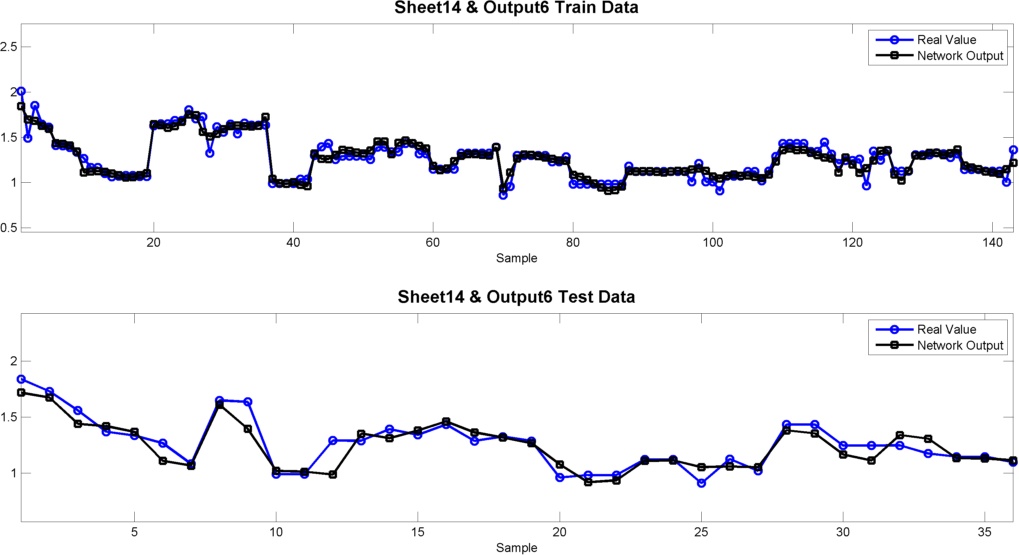 Sheet14 & Output6 Train Data
Real Value
Network Output
2.5
2
1.5
1
0.5
20
40
60
80
100
120
140
Sample
Sheet14 & Output6 Test Data
Real Value
Network Output
2
1.5
1
5
10
15
20
25
30
35
Sample